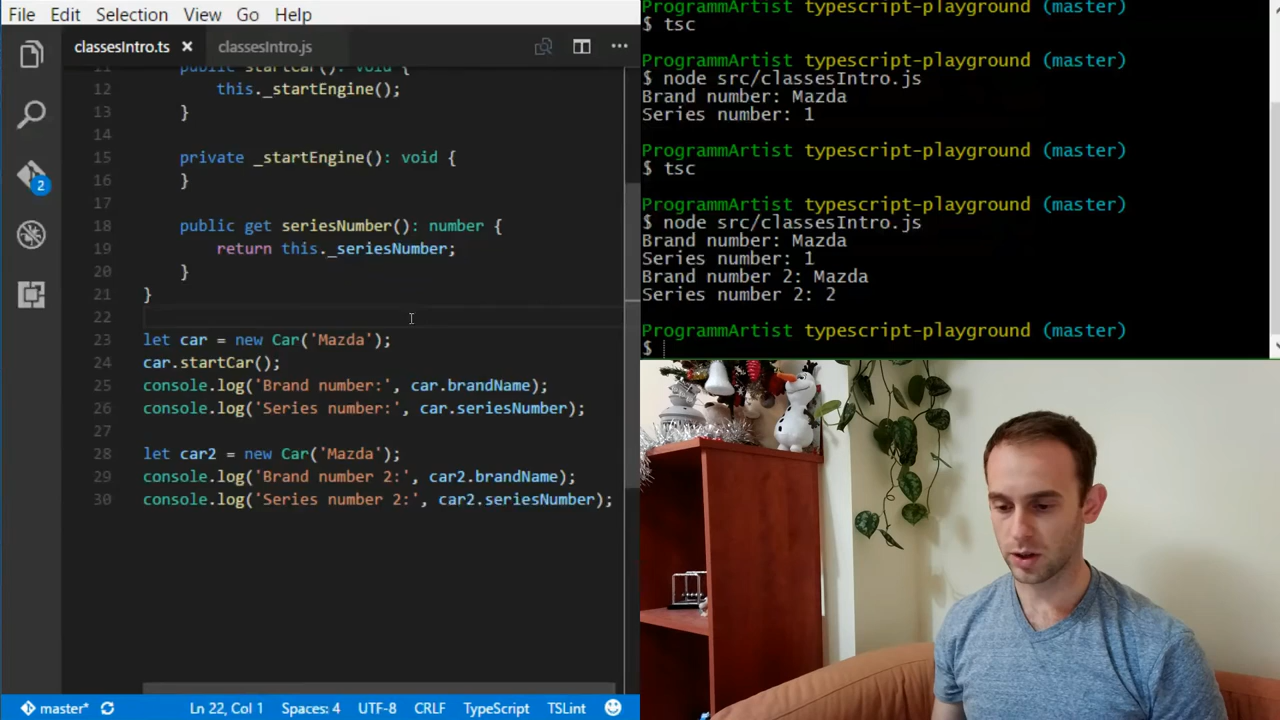 File Edit Selection View Go Help
classesIntro.ts × classesIntro.js
11 public startCar(): void {
12 this._startEngine();
13 }
14
15 private _startEngine(): void {
16 }
17
18 public get seriesNumber(): number {
19 return this._seriesNumber;
20 }
21 }
22
23 let car = new Car('Mazda');
24 car.startCar();
25 console.log('Brand number:', car.brandName);
26 console.log('Series number:', car.seriesNumber);
27
28 let car2 = new Car('Mazda');
29 console.log('Brand number 2:', car2.brandName);
30 console.log('Series number 2:', car2.seriesNumber);
2
master* Ln 22, Col 1 Spaces: 4 UTF-8 CRLF TypeScript TSLint
ProgrammArtist typescript-playground (master)
$ tsc
ProgrammArtist typescript-playground (master)
$ node src/classesIntro.js
Brand number: Mazda
Series number: 1
ProgrammArtist typescript-playground (master)
$ tsc
ProgrammArtist typescript-playground (master)
$ node src/classesIntro.js
Brand number: Mazda
Series number: 1
Brand number 2: Mazda
Series number 2: 2
ProgrammArtist typescript-playground (master)
$